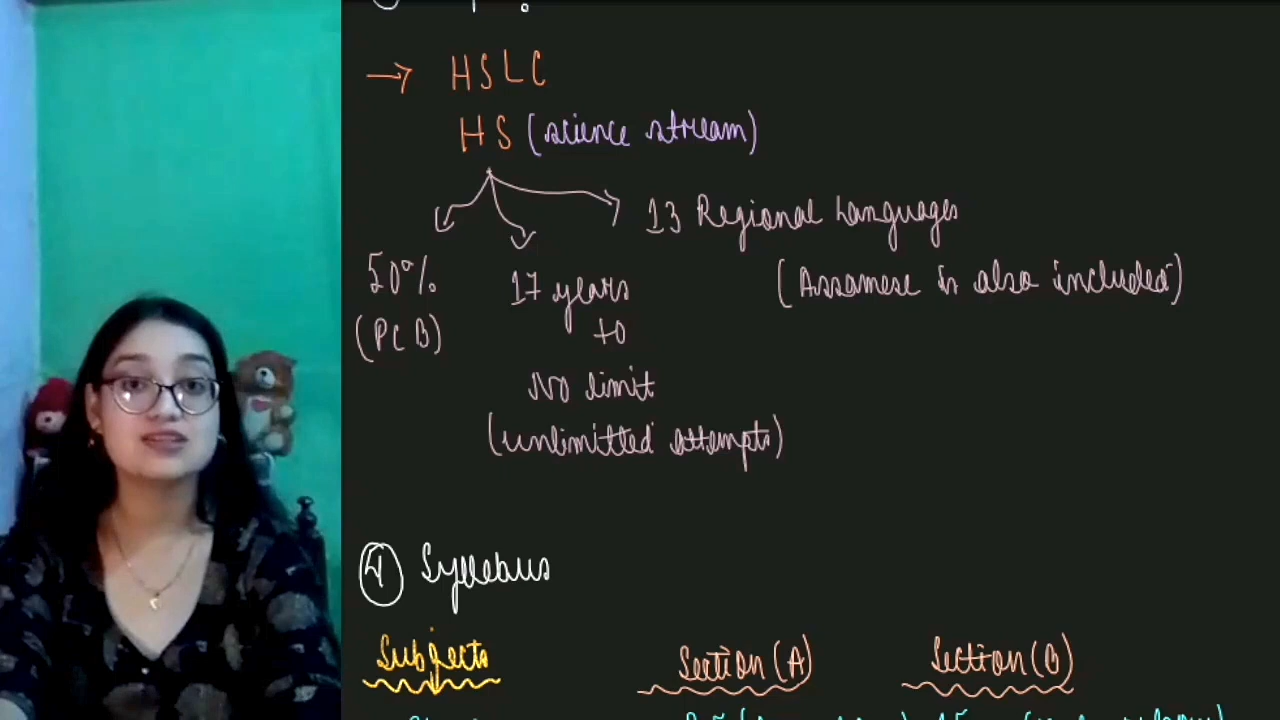 → HSLC
HS (science stream)
13 Regional languages
(Assamese is also included)
50%
(PCB)
17 years
to
No limit
(unlimitted attempts)
4 Syllebus
Subjects Section(A) Section(B)